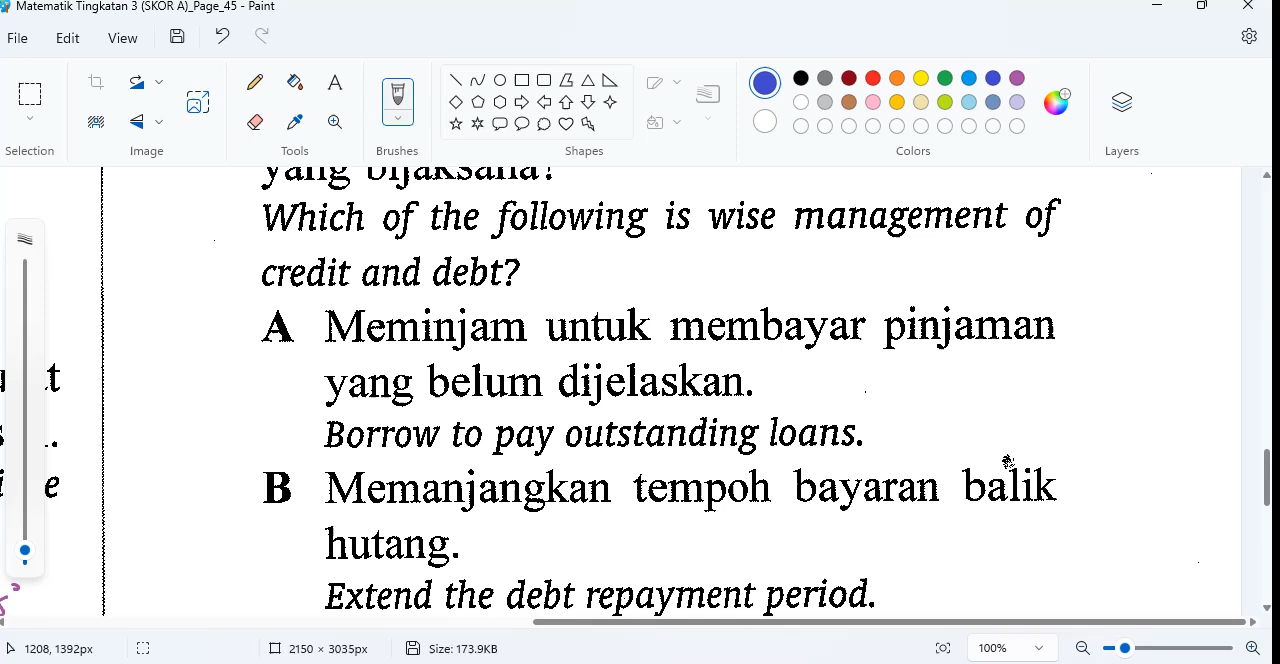 Matematik Tingkatan 3 (SKOR A)_Page_45 - Paint
File Edit View
Selection
Image
Tools
Brushes
Shapes
Colors
Layers
yang bijaksana?
Which of the following is wise management of
credit and debt?
A Meminjam untuk membayar pinjaman
yang belum dijelaskan.
Borrow to pay outstanding loans.
B Memanjangkan tempoh bayaran balik
hutang.
Extend the debt repayment period.
1208, 1392px
2150 × 3035px
Size: 173.9KB
100%